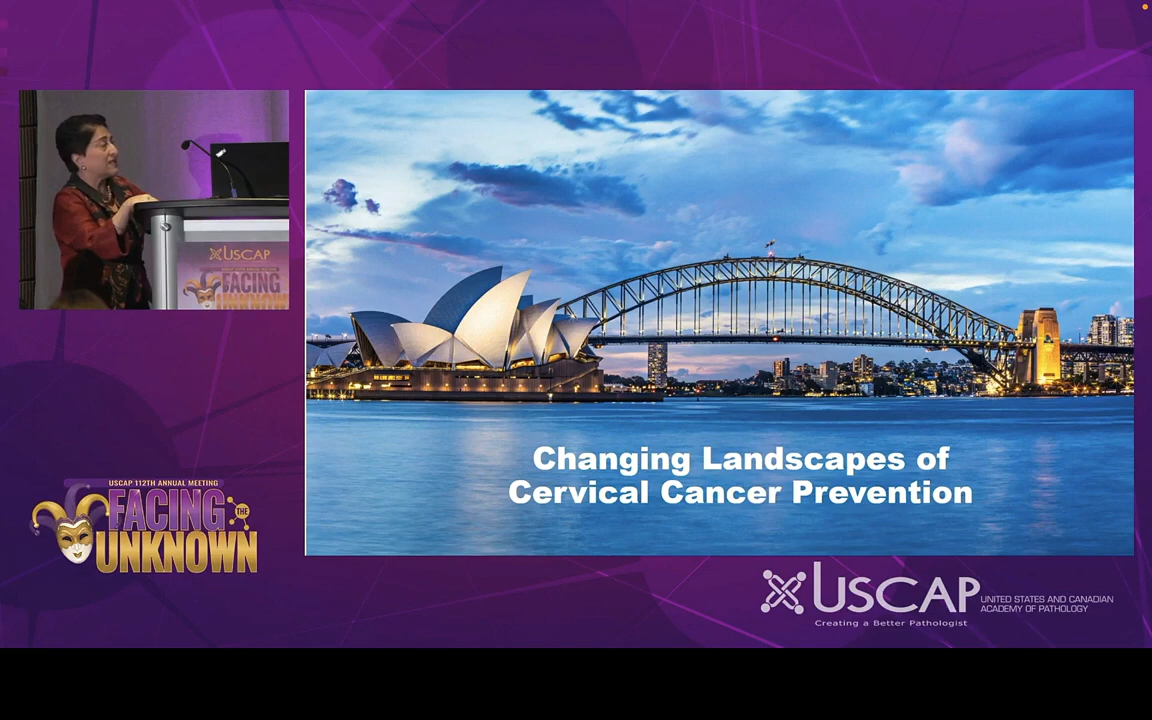 USCAP
FACING
UNKNOWN
Changing Landscapes of
Cervical Cancer Prevention
USCAP 112TH ANNUAL MEETING
FACING
THE
UNKNOWN
USCAP
UNITED STATES AND CANADIAN
ACADEMY OF PATHOLOGY
Creating a Better Pathologist